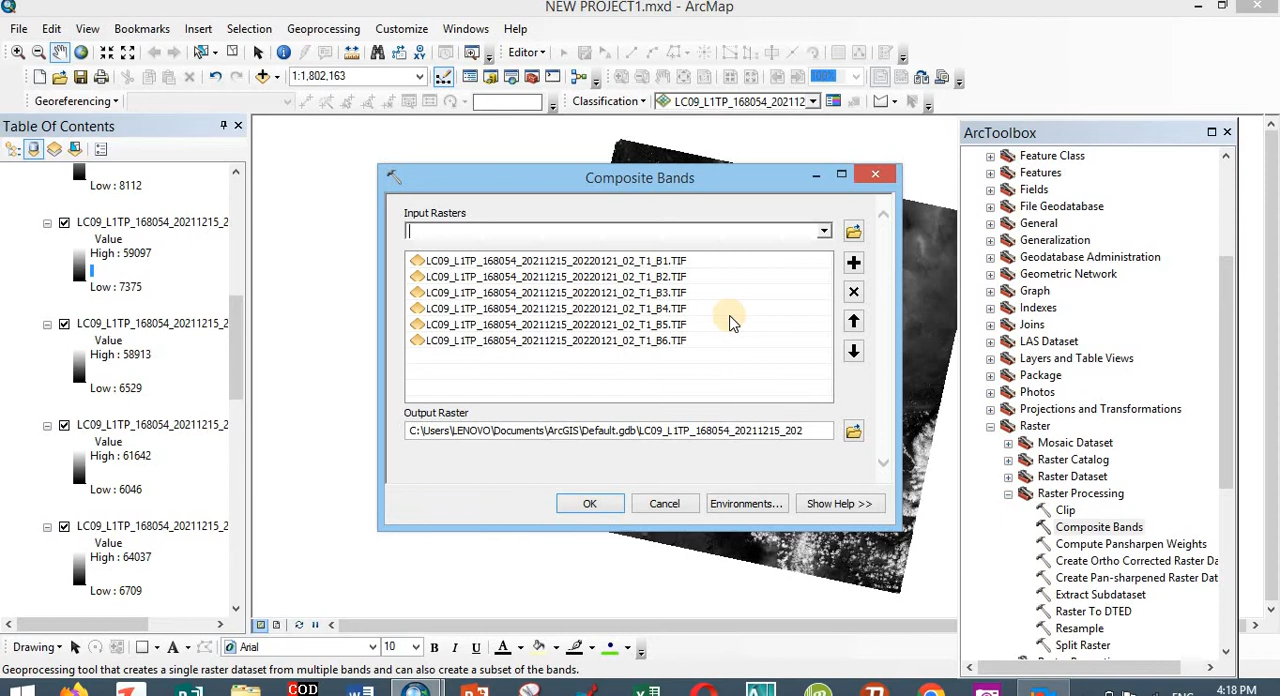 NEW PROJECT1.mxd - ArcMap
File Edit View Bookmarks Insert Selection Geoprocessing Customize Windows Help
Editor
1:1,802,163
100%
Georeferencing
Classification
LC09_L1TP_168054_202112
Table Of Contents
Low : 8112
LC09_L1TP_168054_20211215_2
Value
High : 59097
Low : 7375
LC09_L1TP_168054_20211215_2
Value
High : 58913
Low : 6529
LC09_L1TP_168054_20211215_2
Value
High : 61642
Low : 6046
LC09_L1TP_168054_20211215_2
Value
High : 64037
Low : 6709
Composite Bands
Input Rasters
LC09_L1TP_168054_20211215_20220121_02_T1_B1.TIF
LC09_L1TP_168054_20211215_20220121_02_T1_B2.TIF
LC09_L1TP_168054_20211215_20220121_02_T1_B3.TIF
LC09_L1TP_168054_20211215_20220121_02_T1_B4.TIF
LC09_L1TP_168054_20211215_20220121_02_T1_B5.TIF
LC09_L1TP_168054_20211215_20220121_02_T1_B6.TIF
Output Raster
C:\Users\LENOVO\Documents\ArcGIS\Default.gdb\LC09_L1TP_168054_20211215_202
OK Cancel Environments... Show Help >>
ArcToolbox
Feature Class
Features
Fields
File Geodatabase
General
Generalization
Geodatabase Administration
Geometric Network
Graph
Indexes
Joins
LAS Dataset
Layers and Table Views
Package
Photos
Projections and Transformations
Raster
Mosaic Dataset
Raster Catalog
Raster Dataset
Raster Processing
Clip
Composite Bands
Compute Pansharpen Weights
Create Ortho Corrected Raster Da
Create Pan-sharpened Raster Dat
Extract Subdataset
Raster To DTED
Resample
Split Raster
Drawing
Arial
10
B I U A
Geoprocessing tool that creates a single raster dataset from multiple bands and can also create a subset of the bands.
COD
4:18 PM